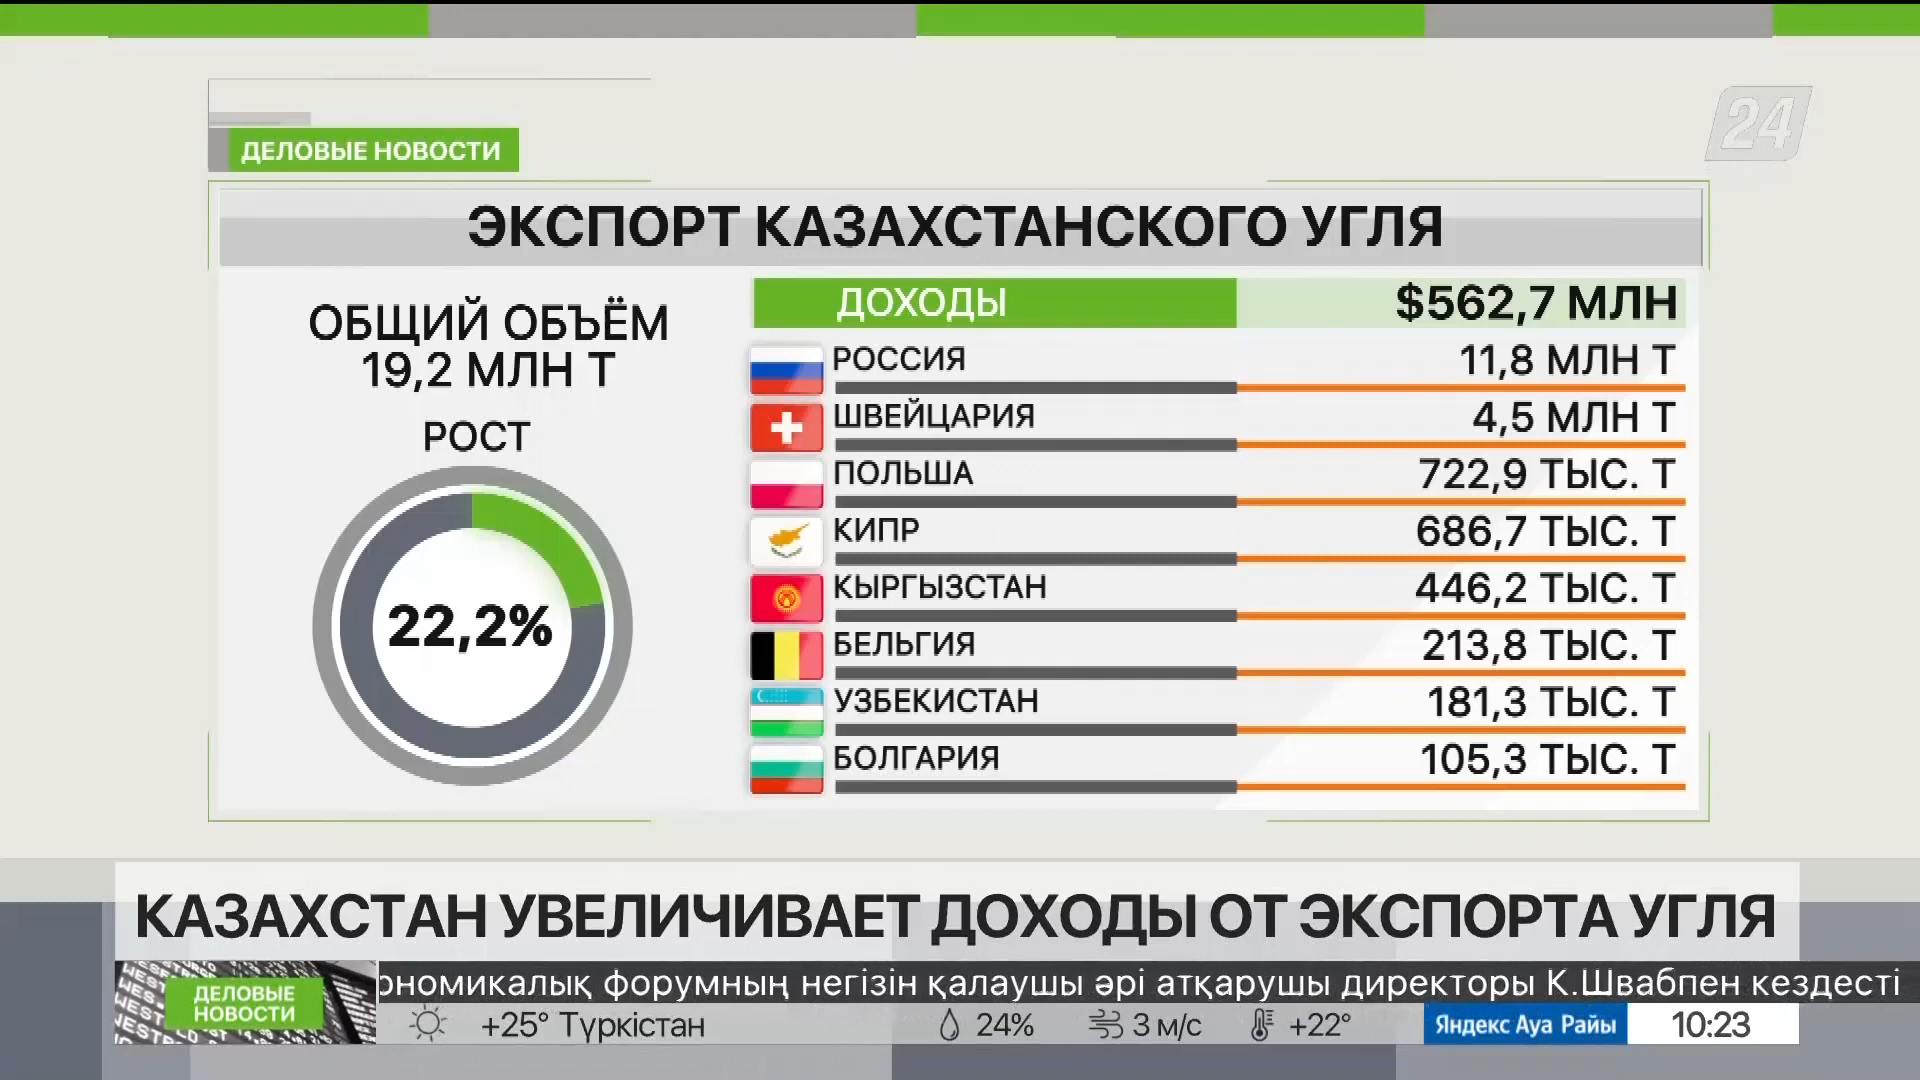 24
ДЕЛОВЫЕ НОВОСТИ
ЭКСПОРТ КАЗАХСТАНСКОГО УГЛЯ
ОБЩИЙ ОБЪЁМ
19,2 МЛН Т
РОСТ
22,2%
ДОХОДЫ $562,7 МЛН
РОССИЯ 11,8 МЛН Т
ШВЕЙЦАРИЯ 4,5 МЛН Т
ПОЛЬША 722,9 ТЫС. Т
КИПР 686,7 ТЫС. Т
КЫРГЫЗСТАН 446,2 ТЫС. Т
БЕЛЬГИЯ 213,8 ТЫС. Т
УЗБЕКИСТАН 181,3 ТЫС. Т
БОЛГАРИЯ 105,3 ТЫС. Т
КАЗАХСТАН УВЕЛИЧИВАЕТ ДОХОДЫ ОТ ЭКСПОРТА УГЛЯ
ДЕЛОВЫЕ
НОВОСТИ
ономикалық форумның негізін қалаушы әрі атқарушы директоры К.Швабпен кездесті
+25° Түркістан 24% 3 м/с +22° Яндекс Ауа Райы 10:23